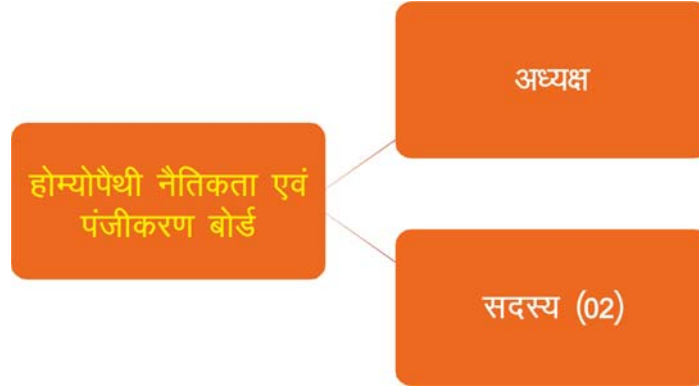 अध्यक्ष
होम्योपैथी नैतिकता एवं
पंजीकरण बोर्ड
सदस्य (02)